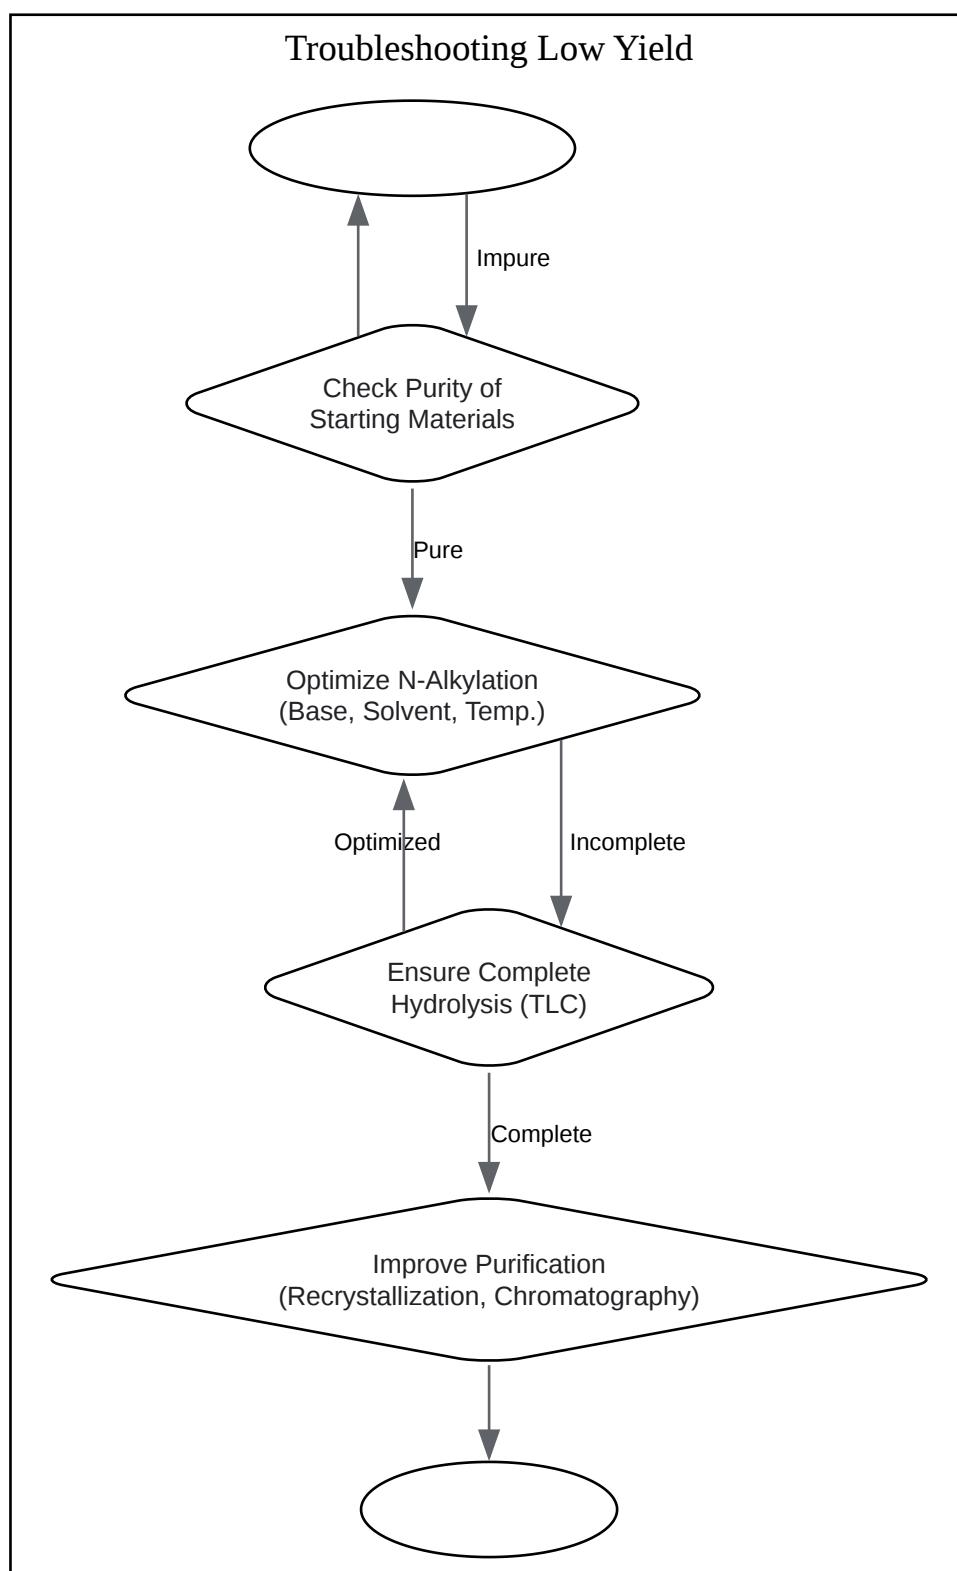 Troubleshooting Low Yield
Impure
Check Purity of
Starting Materials
Pure
Optimize N-Alkylation
(Base, Solvent, Temp.)
Optimized
Incomplete
Ensure Complete
Hydrolysis (TLC)
Complete
Improve Purification
(Recrystallization, Chromatography)